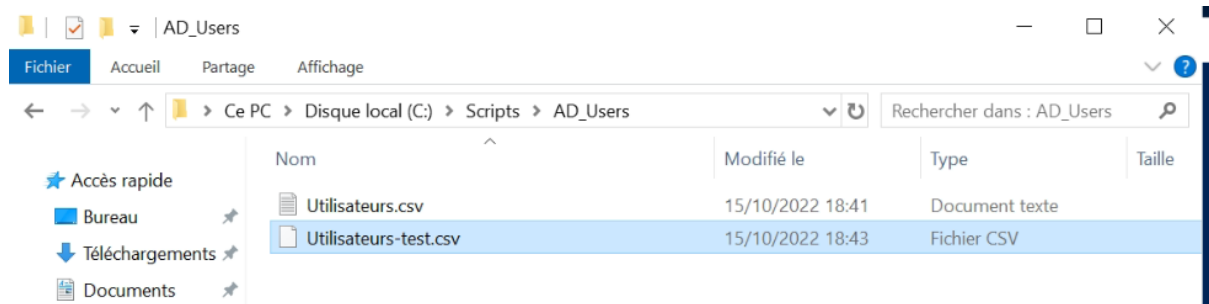 AD_Users
Fichier Accueil Partage Affichage
Ce PC > Disque local (C:) > Scripts > AD_Users Rechercher dans : AD_Users
Nom Modifié le Type Taille
Accès rapide
Utilisateurs.csv 15/10/2022 18:41 Document texte
Bureau
Utilisateurs-test.csv 15/10/2022 18:43 Fichier CSV
Téléchargements
Documents